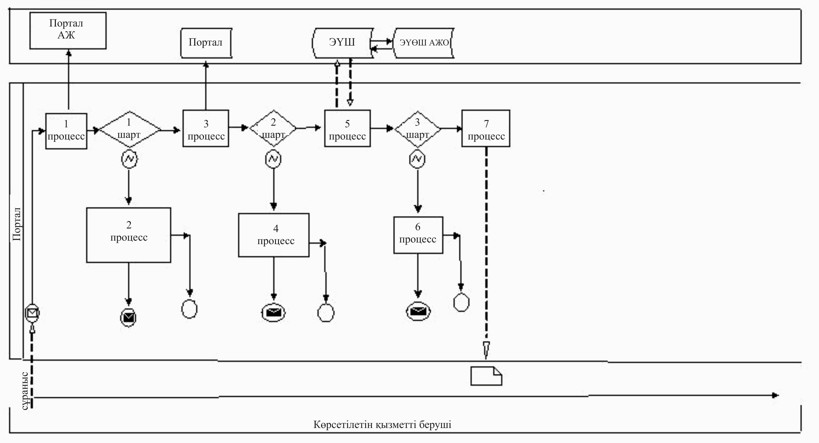 Портал
АЖ
Портал
ЭҮШ
ЭҮӨШ АЖО
1
процесс
1
шарт
3
процесс
2
шарт
5
процесс
3
шарт
7
процесс
2
процесс
4
процесс
6
процесс
Портал
сұраныс
Көрсетілетін қызметті беруші